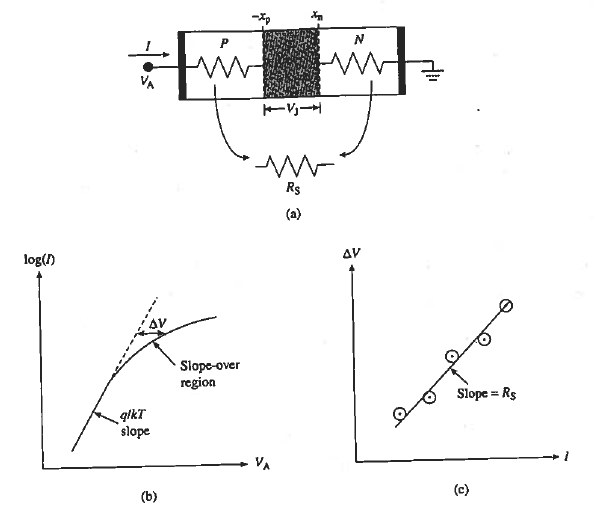 -xp xn
I P N
VA
VJ
RS
(a)
log(I)
ΔV
Slope-over
region
q/kT
slope
VA
(b)
ΔV
Slope = RS
I
(c)